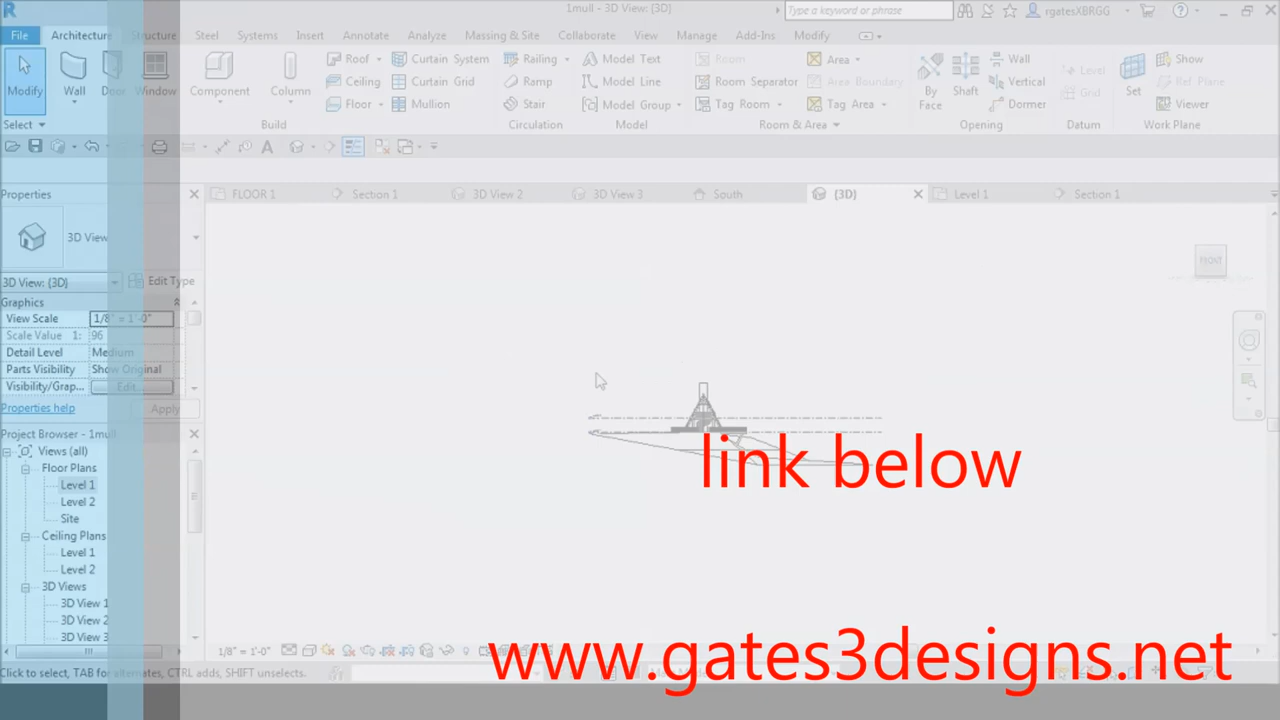 1mull - 3D View: {3D}
Type a keyword or phrase
rgatesXBRGG
File Architecture Structure Steel Systems Insert Annotate Analyze Massing & Site Collaborate View Manage Add-Ins Modify
Modify
Wall
Door
Window
Component
Column
Roof
Ceiling
Floor
Curtain System
Curtain Grid
Mullion
Railing
Ramp
Stair
Model Text
Model Line
Model Group
Room
Room Separator
Tag Room
Area
Area Boundary
Tag Area
By
Face
Shaft
Wall
Vertical
Dormer
Level
Grid
Set
Show
Ref Plane
Viewer
Select
Build
Circulation
Model
Room & Area
Opening
Datum
Work Plane
Properties
FLOOR 1
Section 1
3D View 2
3D View 3
South
{3D}
Level 1
Section 1
3D View
FRONT
3D View: {3D}
Edit Type
Graphics
View Scale 1/8" = 1'-0"
Scale Value 1: 96
Detail Level Medium
Parts Visibility Show Original
Visibility/Grap... Edit...
Properties help
Apply
Project Browser - 1mull
Views (all)
Floor Plans
Level 1
Level 2
Site
Ceiling Plans
Level 1
Level 2
3D Views
3D View 1
3D View 2
3D View 3
link below
1/8" = 1'-0"
www.gates3designs.net
Click to select, TAB for alternates, CTRL adds, SHIFT unselects.